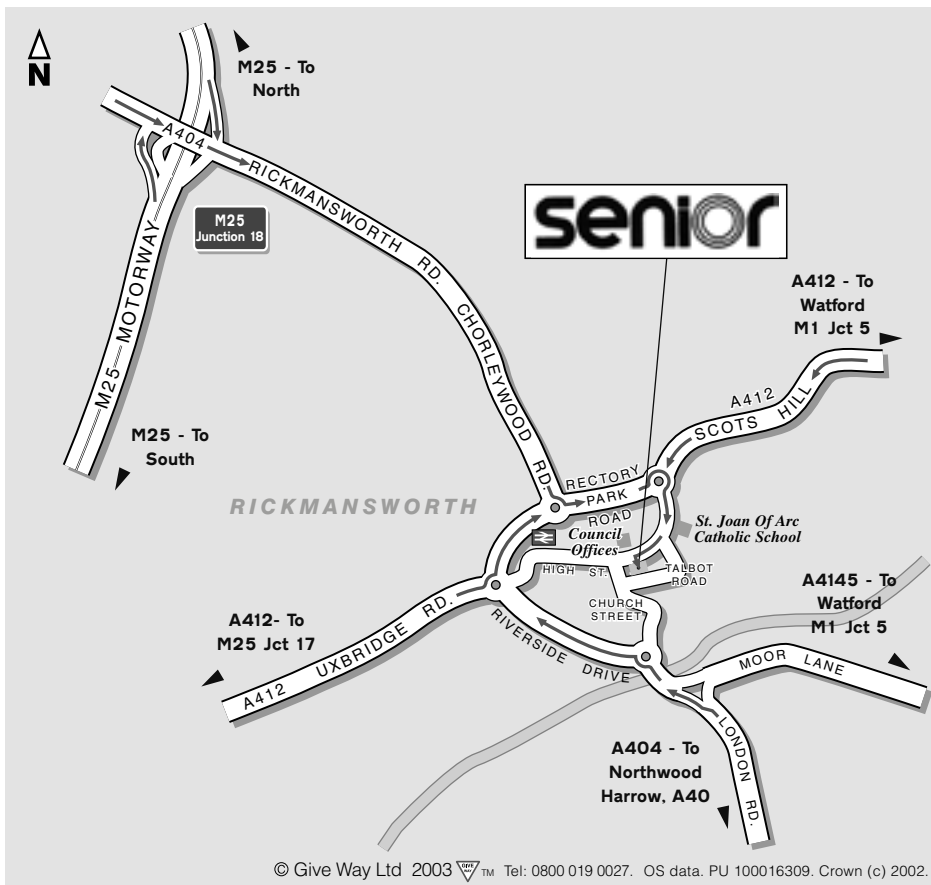 N
M25 - To
North
A404
RICKMANSWORTH RD.
M25
Junction 18
M25 MOTORWAY
senior
CHORLEYWOOD RD.
A412 - To
Watford
M1 Jct 5
A412
SCOTS HILL
M25 - To
South
RICKMANSWORTH
RECTORY
PARK
ROAD
Council
Offices
St. Joan Of Arc
Catholic School
HIGH ST.
TALBOT
ROAD
CHURCH
STREET
A4145 - To
Watford
M1 Jct 5
A412- To
M25 Jct 17
A412 UXBRIDGE RD.
RIVERSIDE DRIVE
MOOR LANE
LONDON RD.
A404 - To
Northwood
Harrow, A40
© Give Way Ltd 2003 GIVE WAY TM Tel: 0800 019 0027. OS data. PU 100016309. Crown (c) 2002.